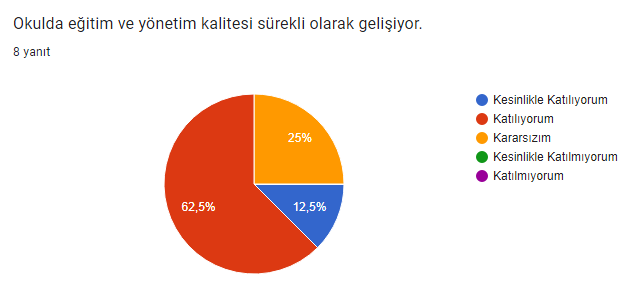 Okulda eğitim ve yönetim kalitesi sürekli olarak gelişiyor.
8 yanıt
Kesinlikle Katılıyorum
Katılıyorum
Kararsızım
Kesinlikle Katılmıyorum
Katılmıyorum
25%
12,5%
62,5%